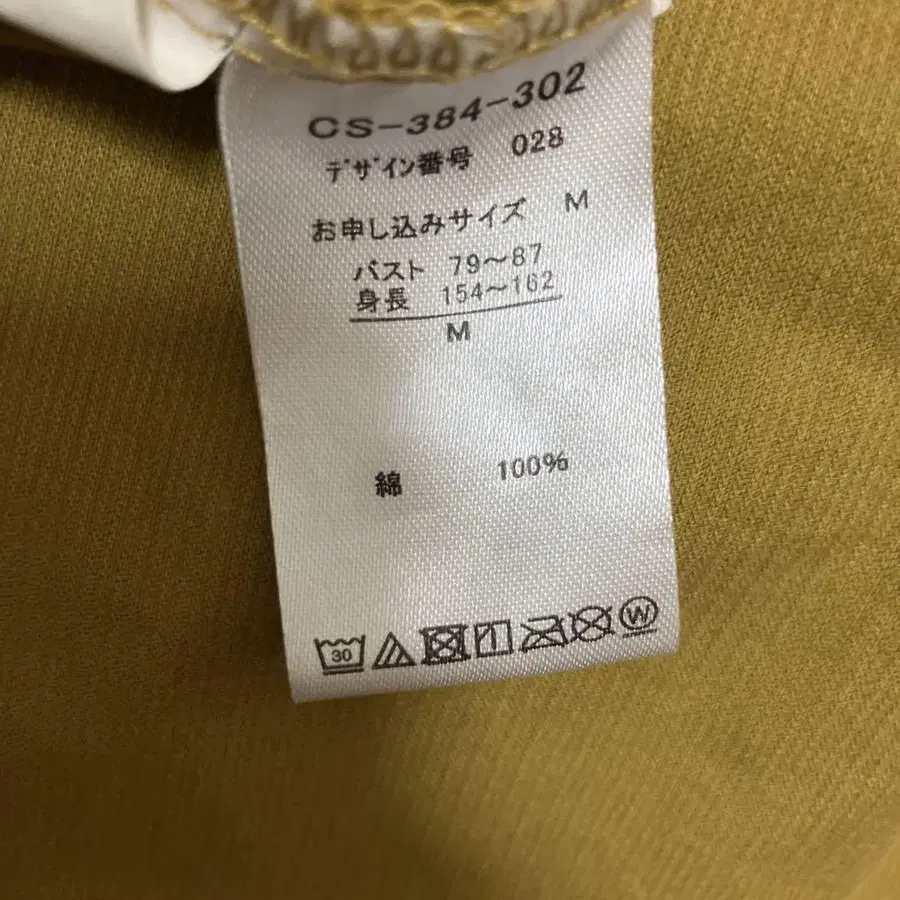 CS-384-302
デザイン番号 028
お申し込みサイズ M
バスト 79～87
身長 154～162
M
綿 100%
30
W